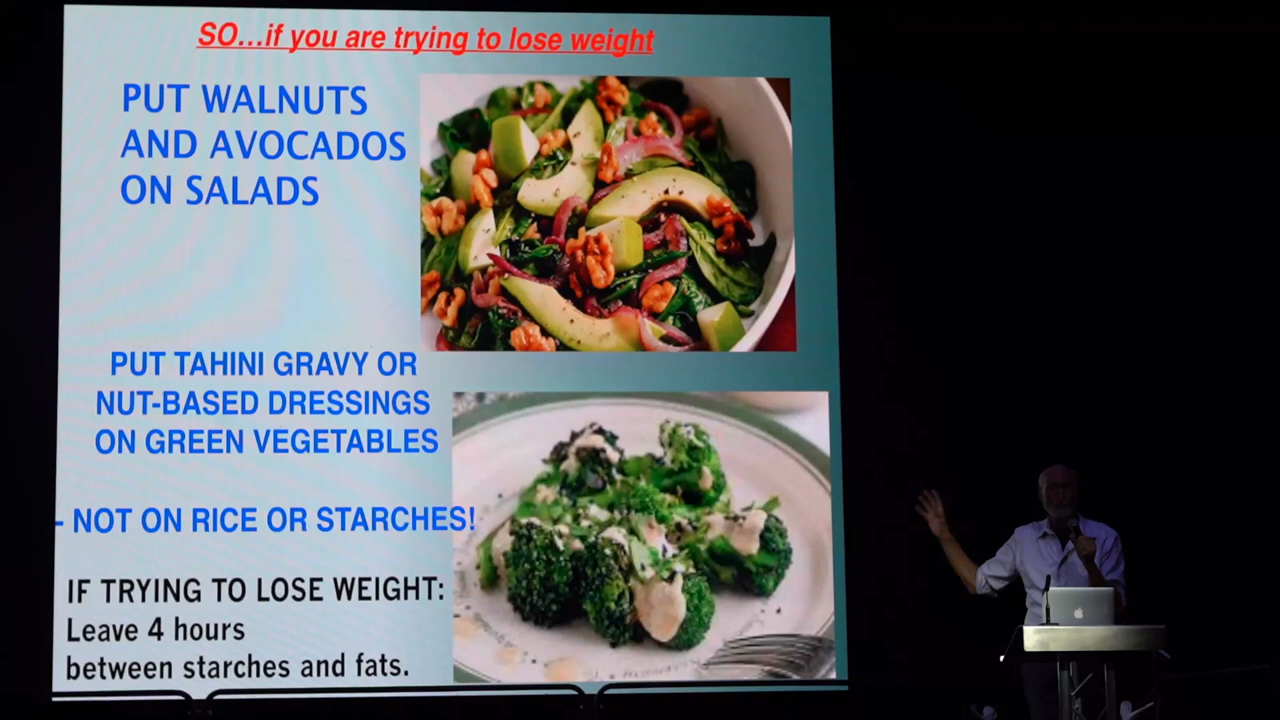 SO...if you are trying to lose weight
PUT WALNUTS
AND AVOCADOS
ON SALADS
PUT TAHINI GRAVY OR
NUT-BASED DRESSINGS
ON GREEN VEGETABLES
- NOT ON RICE OR STARCHES!
IF TRYING TO LOSE WEIGHT:
Leave 4 hours
between starches and fats.